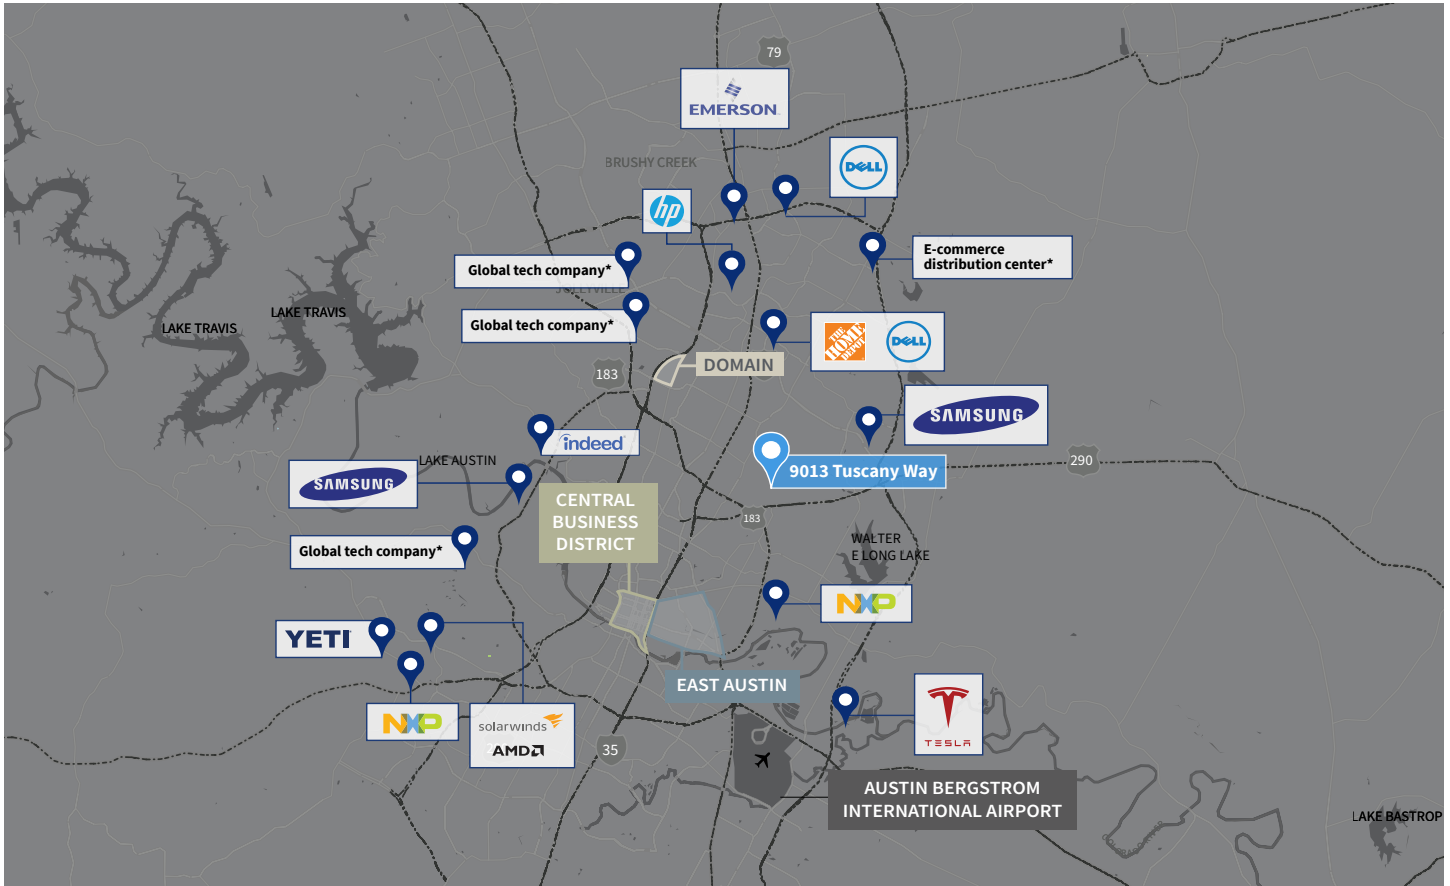 79
EMERSON
BRUSHY CREEK
DELL
hp
E-commerce
distribution center*
Global tech company*
JOLLYVILLE
Global tech company*
LAKE TRAVIS
LAKE TRAVIS
THE
HOME
DEPOT
DELL
DOMAIN
183
SAMSUNG
indeed
LAKE AUSTIN
9013 Tuscany Way
290
SAMSUNG
CENTRAL
BUSINESS
DISTRICT
183
Global tech company*
WALTER
E LONG LAKE
NXP
YETI
EAST AUSTIN
NXP
solarwinds
AMD
TESLA
35
AUSTIN BERGSTROM
INTERNATIONAL AIRPORT
LAKE BASTROP